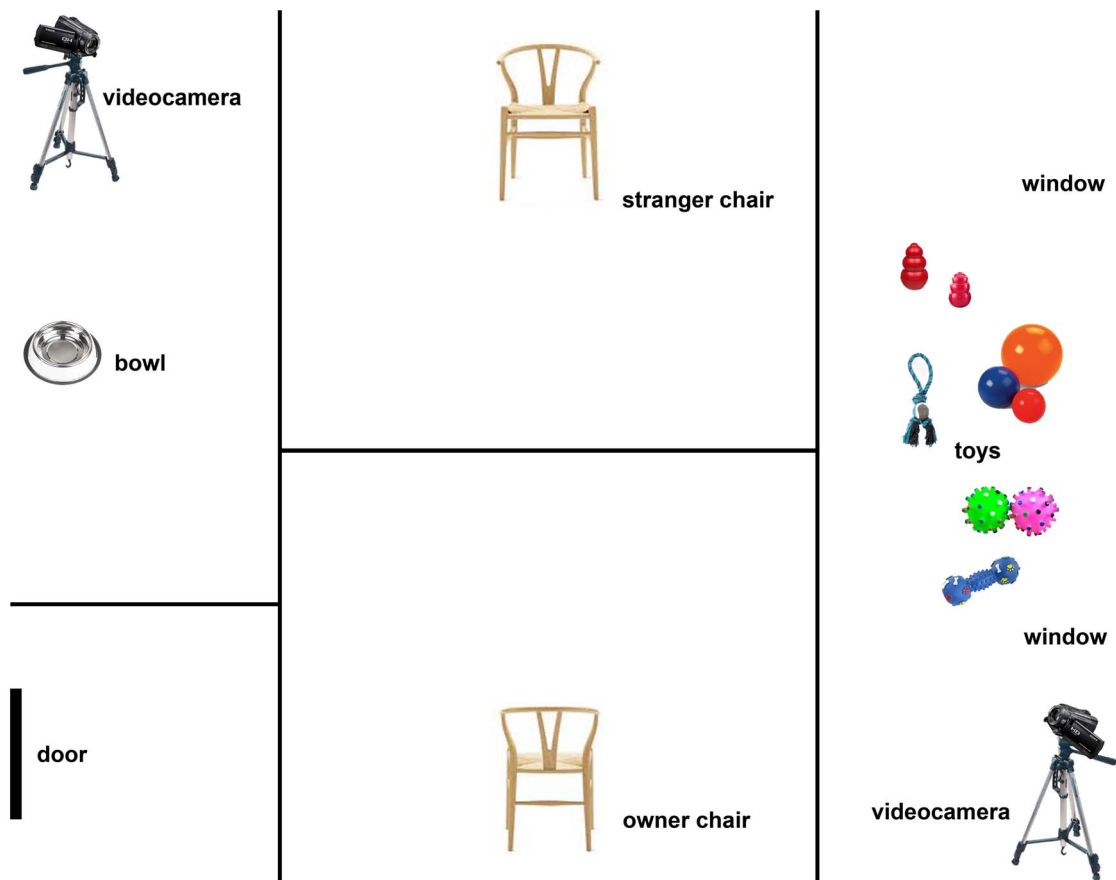 videocamera
stranger chair
window
bowl
toys
window
door
owner chair
videocamera